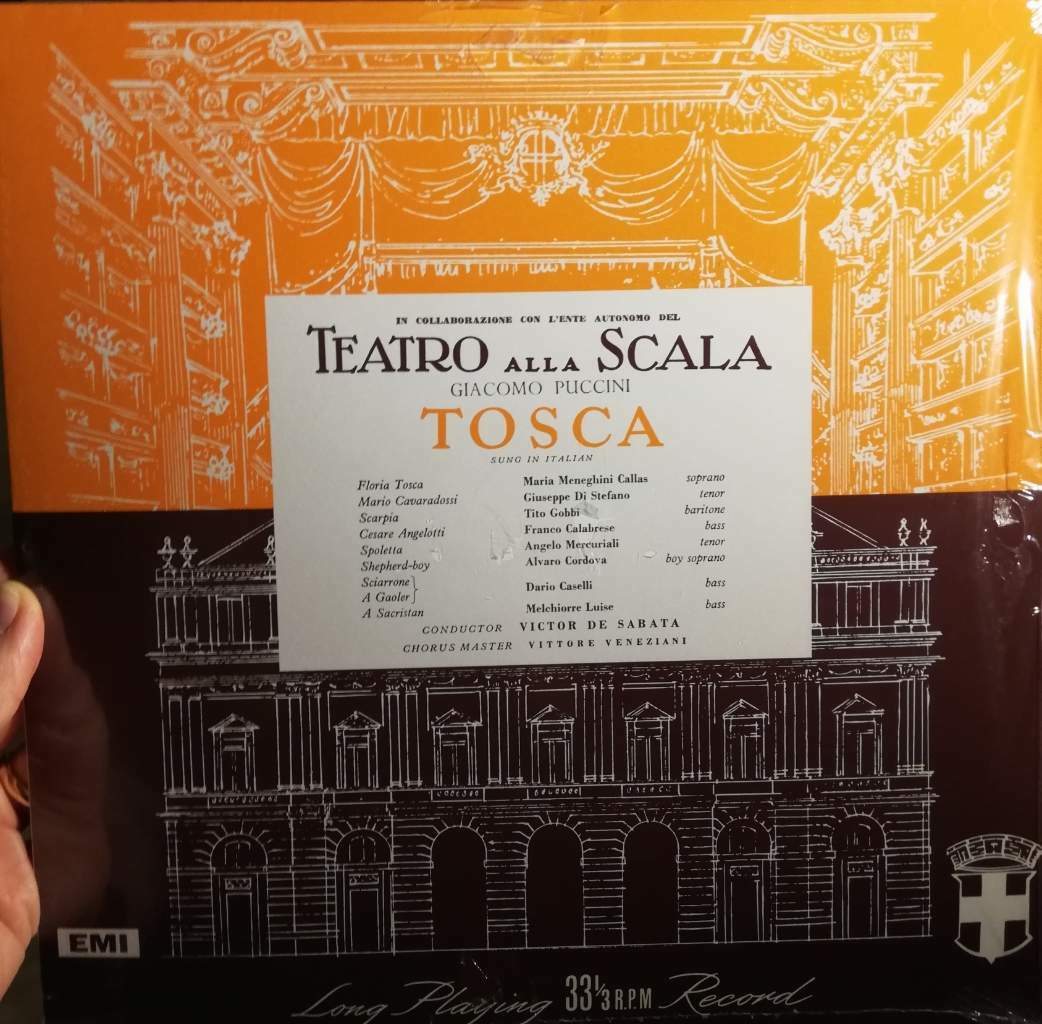 IN COLLABORAZIONE CON L'ENTE AUTONOMO DEL
TEATRO ALLA SCALA
GIACOMO PUCCINI
TOSCA
SUNG IN ITALIAN
Floria Tosca Maria Meneghini Callas soprano
Mario Cavaradossi Giuseppe Di Stefano tenor
Scarpia Tito Gobbi baritone
Cesare Angelotti Franco Calabrese bass
Spoletta Angelo Mercuriali tenor
Shepherd-boy Alvaro Cordova boy soprano
Sciarrone
A Gaoler } Dario Caselli bass
A Sacristan Melchiorre Luise bass
CONDUCTOR VICTOR DE SABATA
CHORUS MASTER VITTORE VENEZIANI
EMI
Long Playing 33⅓ R.P.M Record